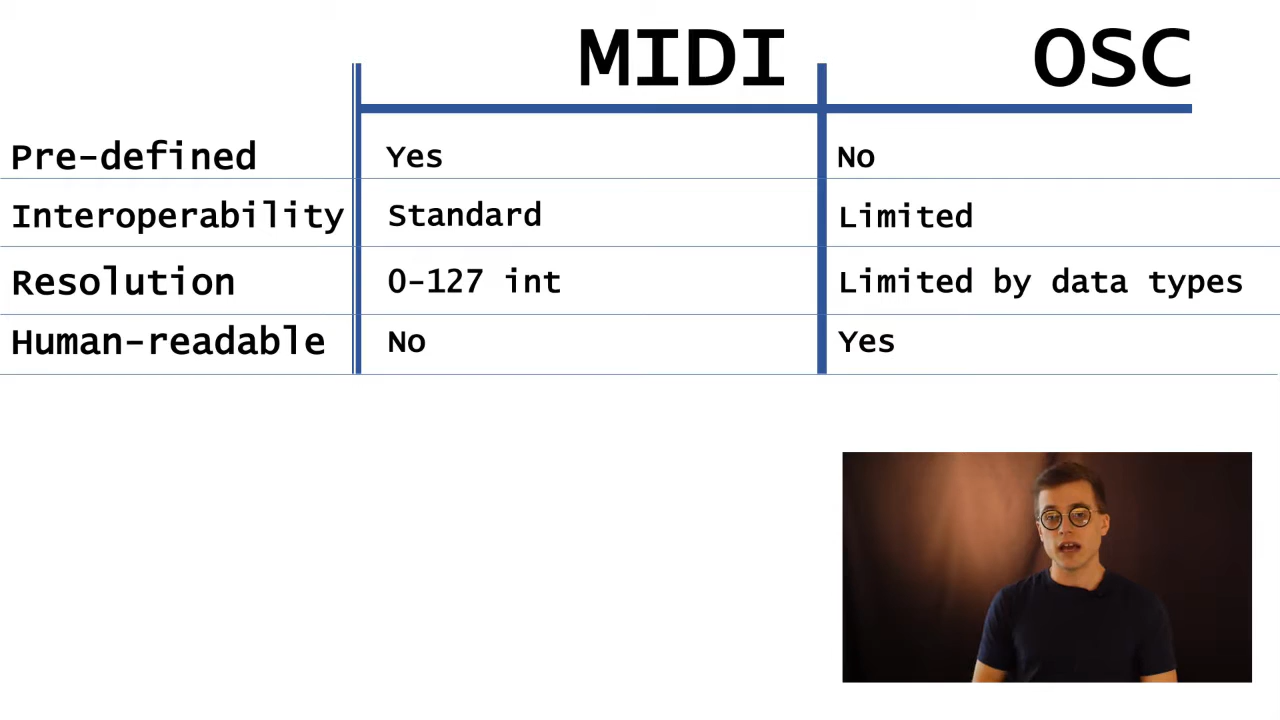 MIDI OSC
Pre-defined Yes No
Interoperability Standard Limited
Resolution 0-127 int Limited by data types
Human-readable No Yes